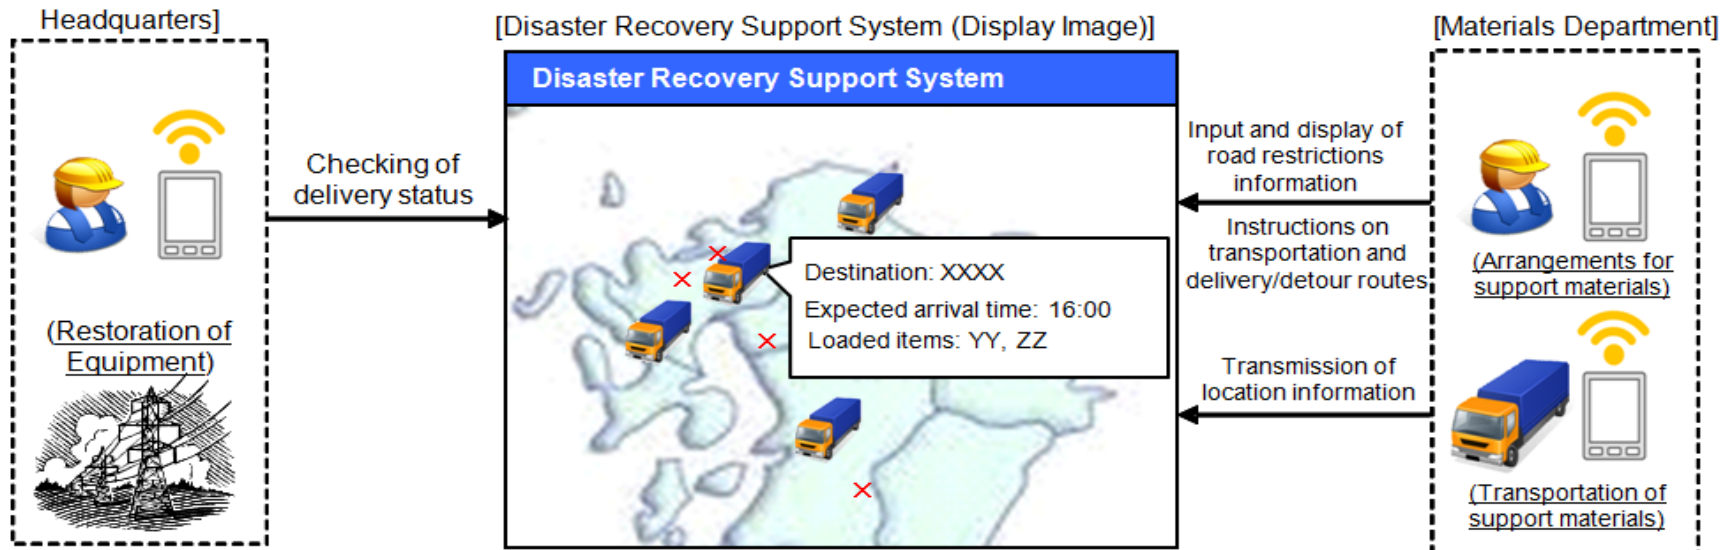 Headquarters]
[Disaster Recovery Support System (Display Image)]
[Materials Department]
Disaster Recovery Support System
Checking of
delivery status
(Restoration of
Equipment)
Destination: XXXX
Expected arrival time: 16:00
Loaded items: YY, ZZ
Input and display of
road restrictions
information
Instructions on
transportation and
delivery/detour routes
Transmission of
location information
(Arrangements for
support materials)
(Transportation of
support materials)